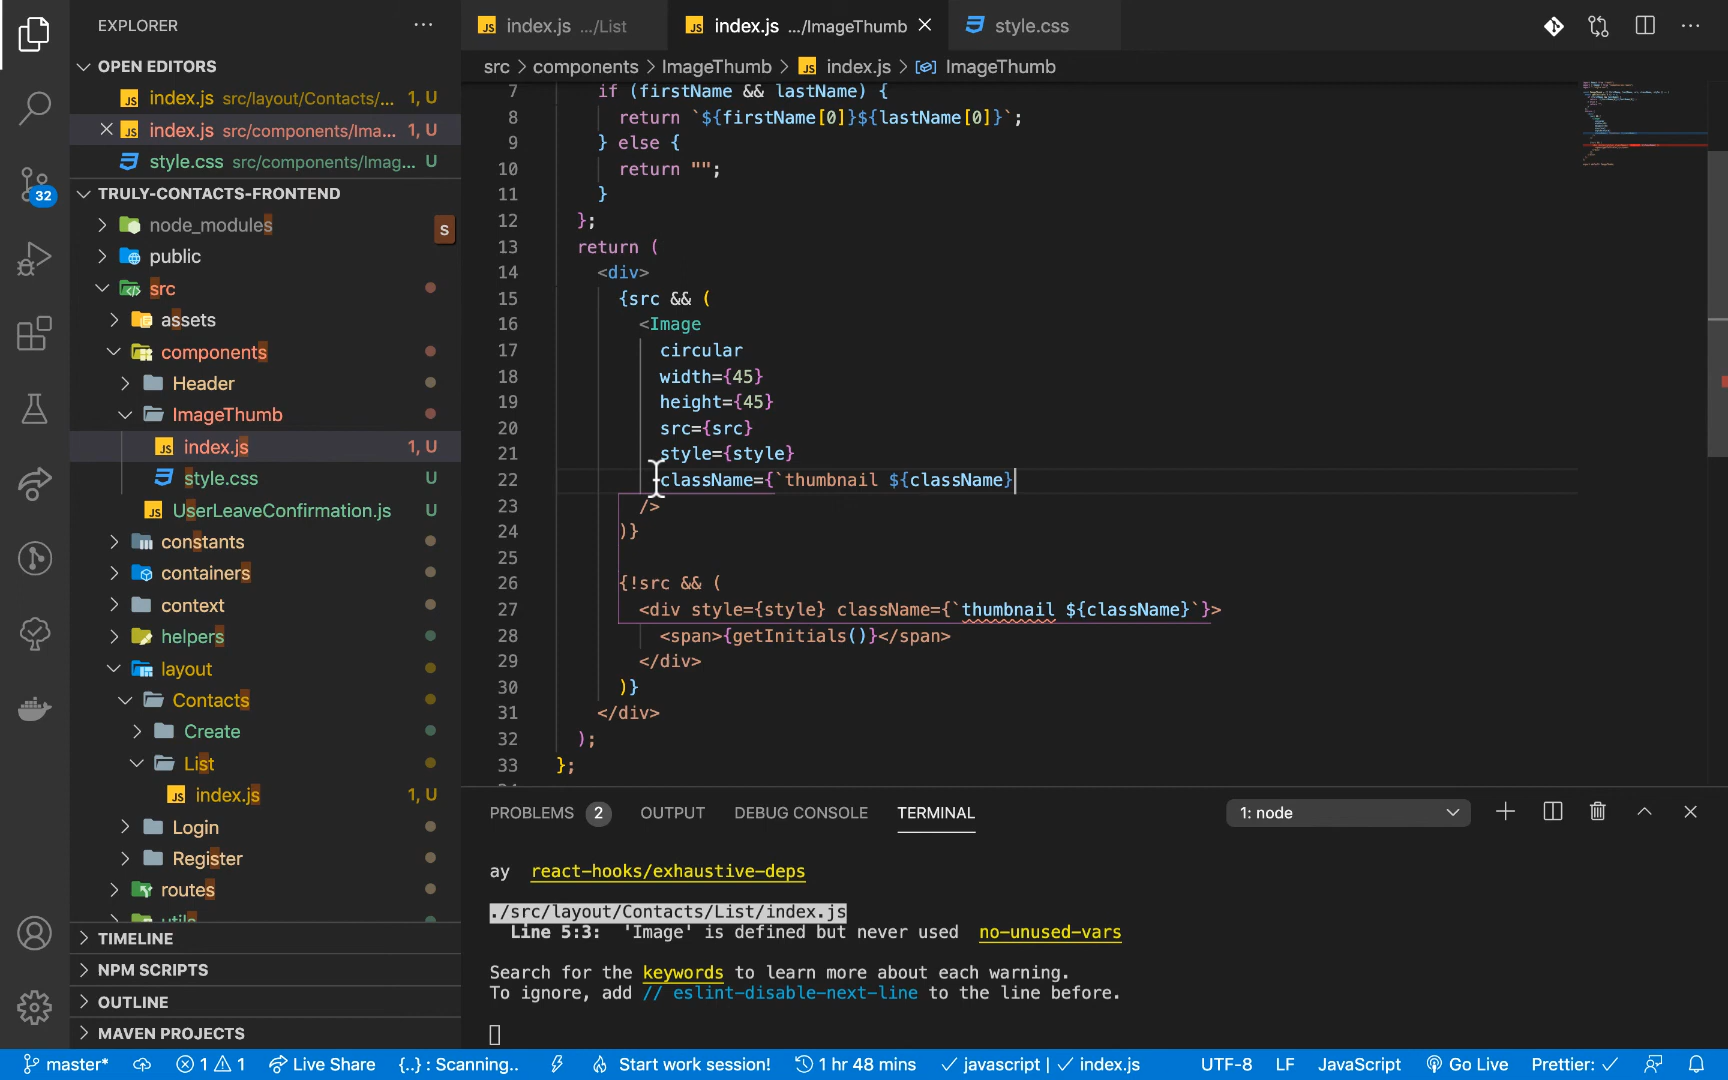 EXPLORER
index.js .../List
index.js .../ImageThumb
style.css
OPEN EDITORS
index.js src/layout/Contacts/... 1, U
index.js src/components/Ima... 1, U
style.css src/components/Imag... U
TRULY-CONTACTS-FRONTEND
node_modules
S
public
src
assets
components
Header
ImageThumb
index.js 1, U
style.css U
UserLeaveConfirmation.js U
constants
containers
context
helpers
layout
Contacts
Create
List
index.js 1, U
Login
Register
routes
utils
TIMELINE
NPM SCRIPTS
OUTLINE
MAVEN PROJECTS
32
src > components > ImageThumb > index.js > ImageThumb
7 if (firstName && lastName) {
8 return `${firstName[0]}${lastName[0]}`;
9 } else {
10 return "";
11 }
12 };
13 return (
14 <div>
15 {src && (
16 <Image
17 circular
18 width={45}
19 height={45}
20 src={src}
21 style={style}
22 className={`thumbnail ${className}
23 />
24 )}
25
26 {!src && (
27 <div style={style} className={`thumbnail ${className}`}>
28 <span>{getInitials()}</span>
29 </div>
30 )}
31 </div>
32 );
33 };
PROBLEMS 2 OUTPUT DEBUG CONSOLE TERMINAL 1: node
ay react-hooks/exhaustive-deps
./src/layout/Contacts/List/index.js
Line 5:3: 'Image' is defined but never used no-unused-vars
Search for the keywords to learn more about each warning.
To ignore, add // eslint-disable-next-line to the line before.
master* 1 1 Live Share {..} : Scanning.. Start work session! 1 hr 48 mins javascript | index.js UTF-8 LF JavaScript Go Live Prettier: